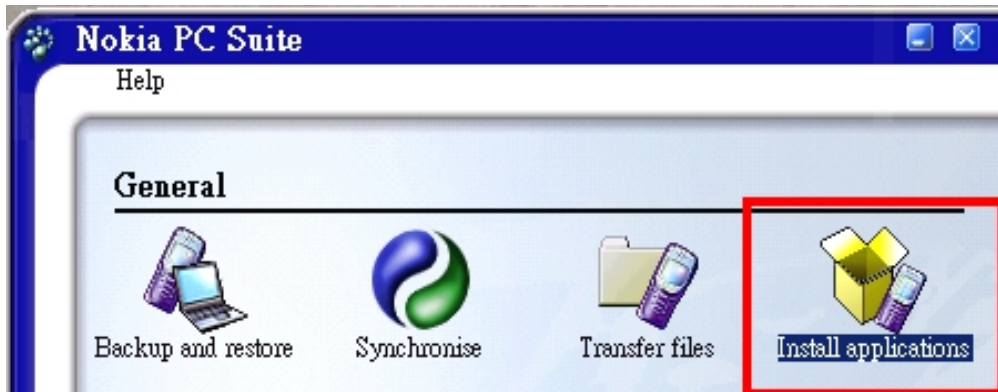 Nokia PC Suite
Help
General
Backup and restore
Synchronise
Transfer files
Install applications